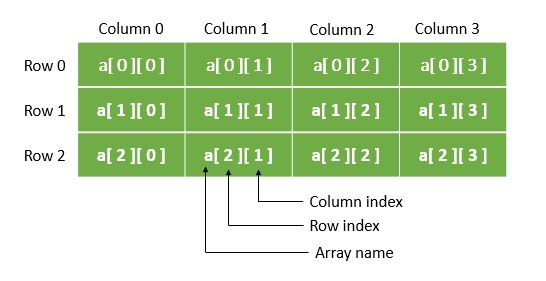 Column 0 Column 1 Column 2 Column 3
Row 0 a[ 0 ][ 0 ] a[ 0 ][ 1 ] a[ 0 ][ 2 ] a[ 0 ][ 3 ]
Row 1 a[ 1 ][ 0 ] a[ 1 ][ 1 ] a[ 1 ][ 2 ] a[ 1 ][ 3 ]
Row 2 a[ 2 ][ 0 ] a[ 2 ][ 1 ] a[ 2 ][ 2 ] a[ 2 ][ 3 ]
Column index
Row index
Array name